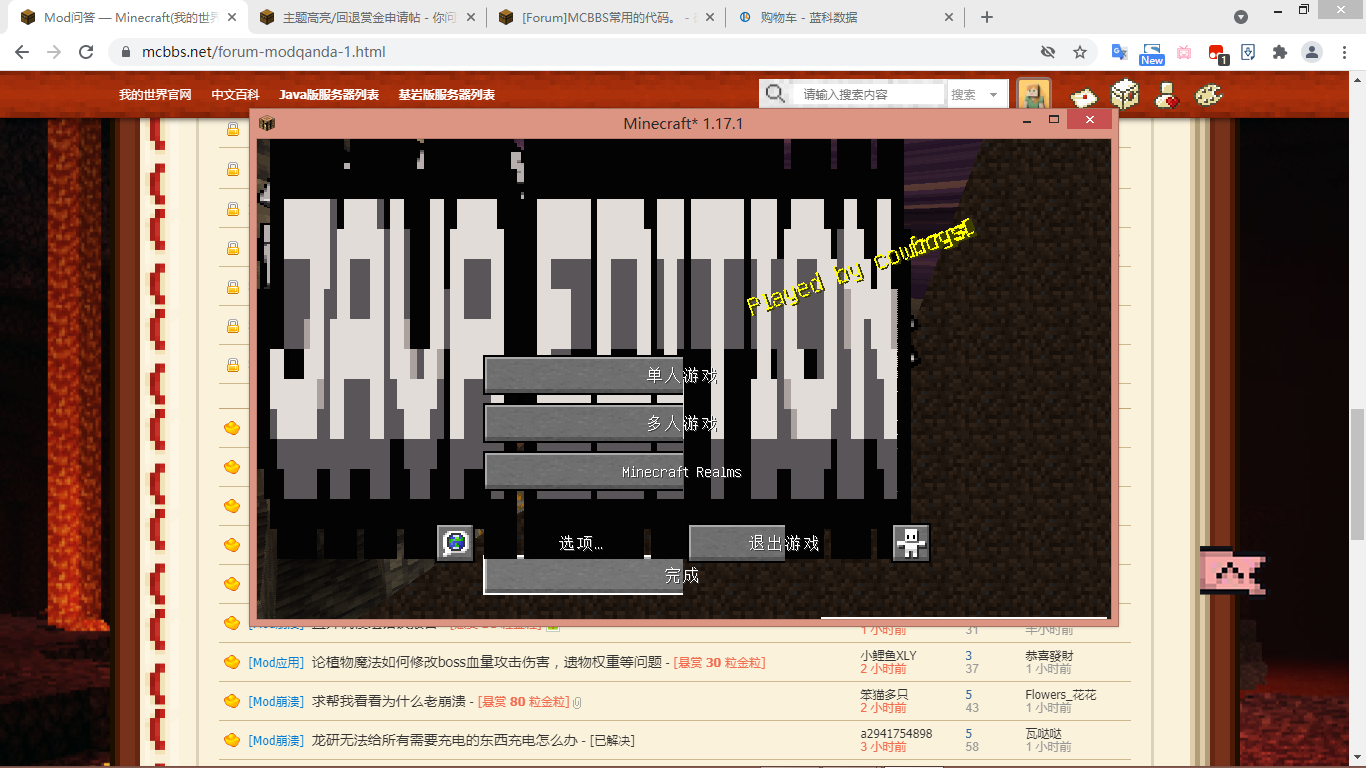 Mod问答 — Minecraft(我的世
主题高亮/回退赏金申请帖 - 你问
[Forum]MCBBS常用的代码。 -
购物车 - 蓝科数据
mcbbs.net/forum-modqanda-1.html
New
1
我的世界官网 中文百科 Java版服务器列表 基岩版服务器列表
请输入搜索内容 搜索
Minecraft* 1.17.1
JAVA EDITION
Played by cowboys!
单人游戏
多人游戏
Minecraft Realms
选项... 退出游戏
完成
1 小时前 31 半小时前
[Mod应用] 论植物魔法如何修改boss血量攻击伤害，遗物权重等问题 - [悬赏 30 粒金粒] 小鲤鱼XLY 3 恭喜發財
2 小时前 37 1 小时前
[Mod崩溃] 求帮我看看为什么老崩溃 - [悬赏 80 粒金粒] 笨猫多只 5 Flowers_花花
2 小时前 43 1 小时前
[Mod崩溃] 龙研无法给所有需要充电的东西充电怎么办 - [已解决] a2941754898 5 瓦哒哒
3 小时前 58 1 小时前